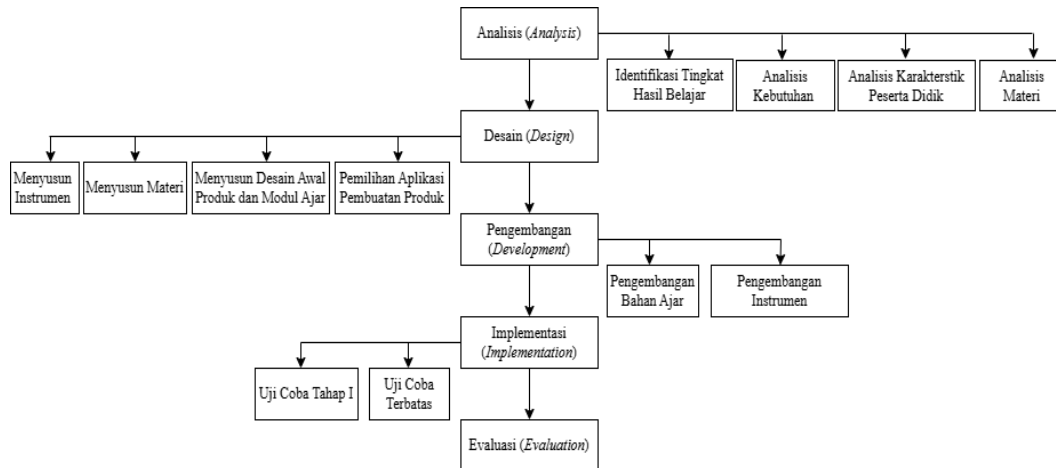 Analisis (Analysis)
Identifikasi Tingkat
Hasil Belajar
Analisis
Kebutuhan
Analisis Karakterstik
Peserta Didik
Analisis
Materi
Desain (Design)
Menyusun
Instrumen
Menyusun Materi
Menyusun Desain Awal
Produk dan Modul Ajar
Pemilihan Aplikasi
Pembuatan Produk
Pengembangan
(Development)
Pengembangan
Bahan Ajar
Pengembangan
Instrumen
Implementasi
(Implementation)
Uji Coba Tahap I
Uji Coba
Terbatas
Evaluasi (Evaluation)